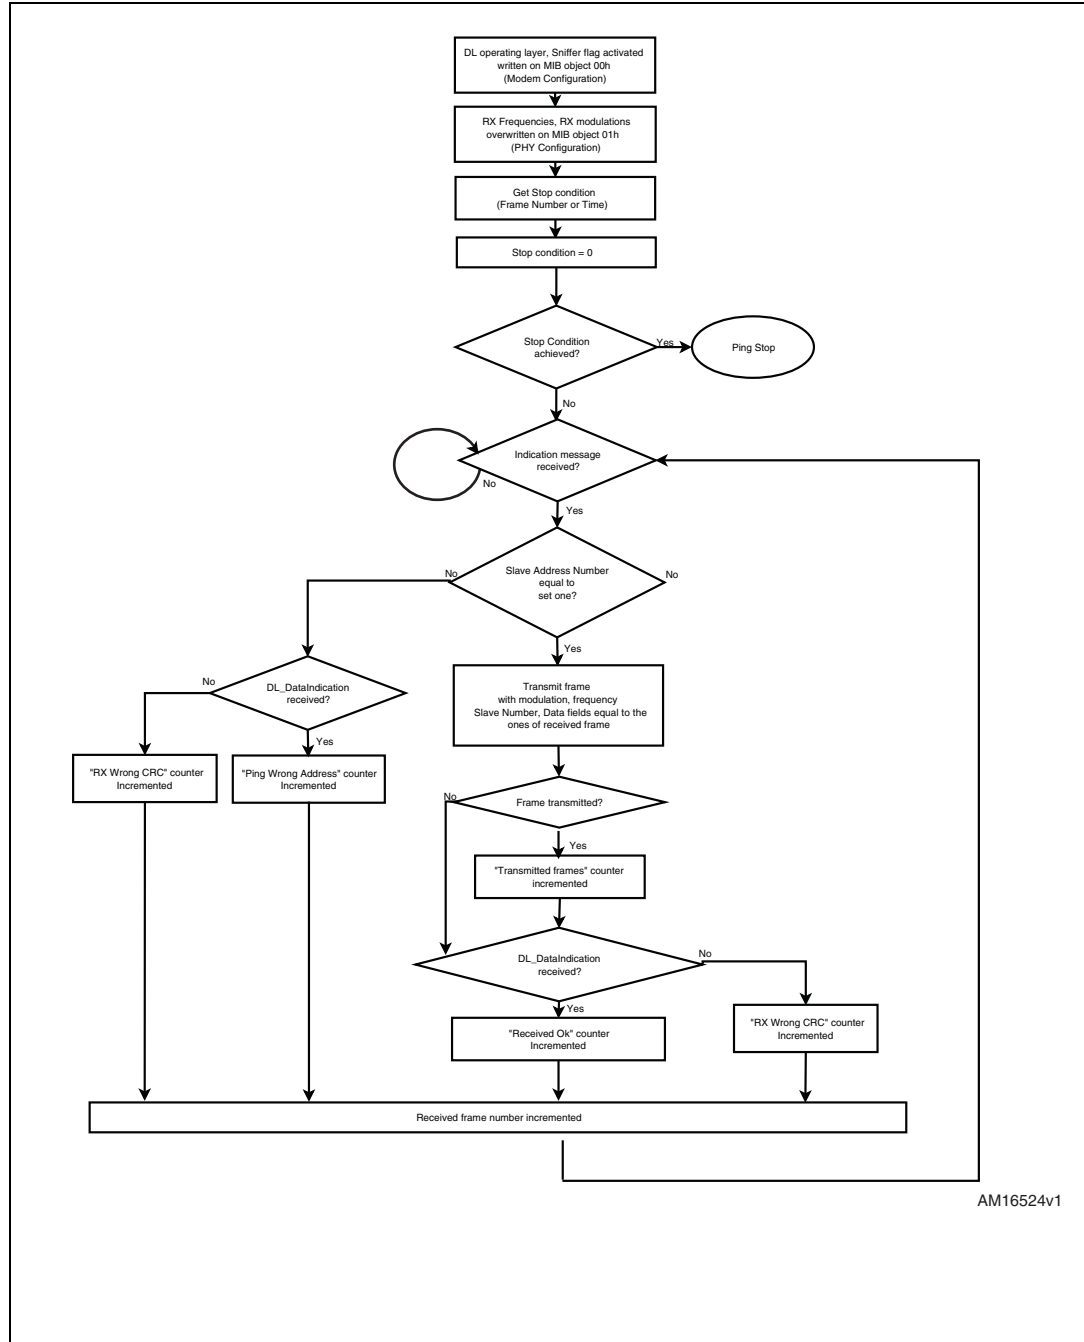 DL operating layer, Sniffer flag activated
written on MIB object 00h
(Modem Configuration)
RX Frequencies, RX modulations
overwritten on MIB object 01h
(PHY Configuration)
Get Stop condition
(Frame Number or Time)
Stop condition = 0
Stop Condition
achieved?
Yes
Ping Stop
No
Indication message
received?
No
Yes
Slave Address Number
equal to
set one?
No
No
Yes
DL_DataIndication
received?
No
Yes
Transmit frame
with modulation, frequency
Slave Number, Data fields equal to the
ones of received frame
"RX Wrong CRC" counter
Incremented
"Ping Wrong Address" counter
Incremented
Frame transmitted?
No
Yes
"Transmitted frames" counter
incremented
DL_DataIndication
received?
No
Yes
"Received Ok" counter
Incremented
"RX Wrong CRC" counter
Incremented
Received frame number incremented
AM16524v1